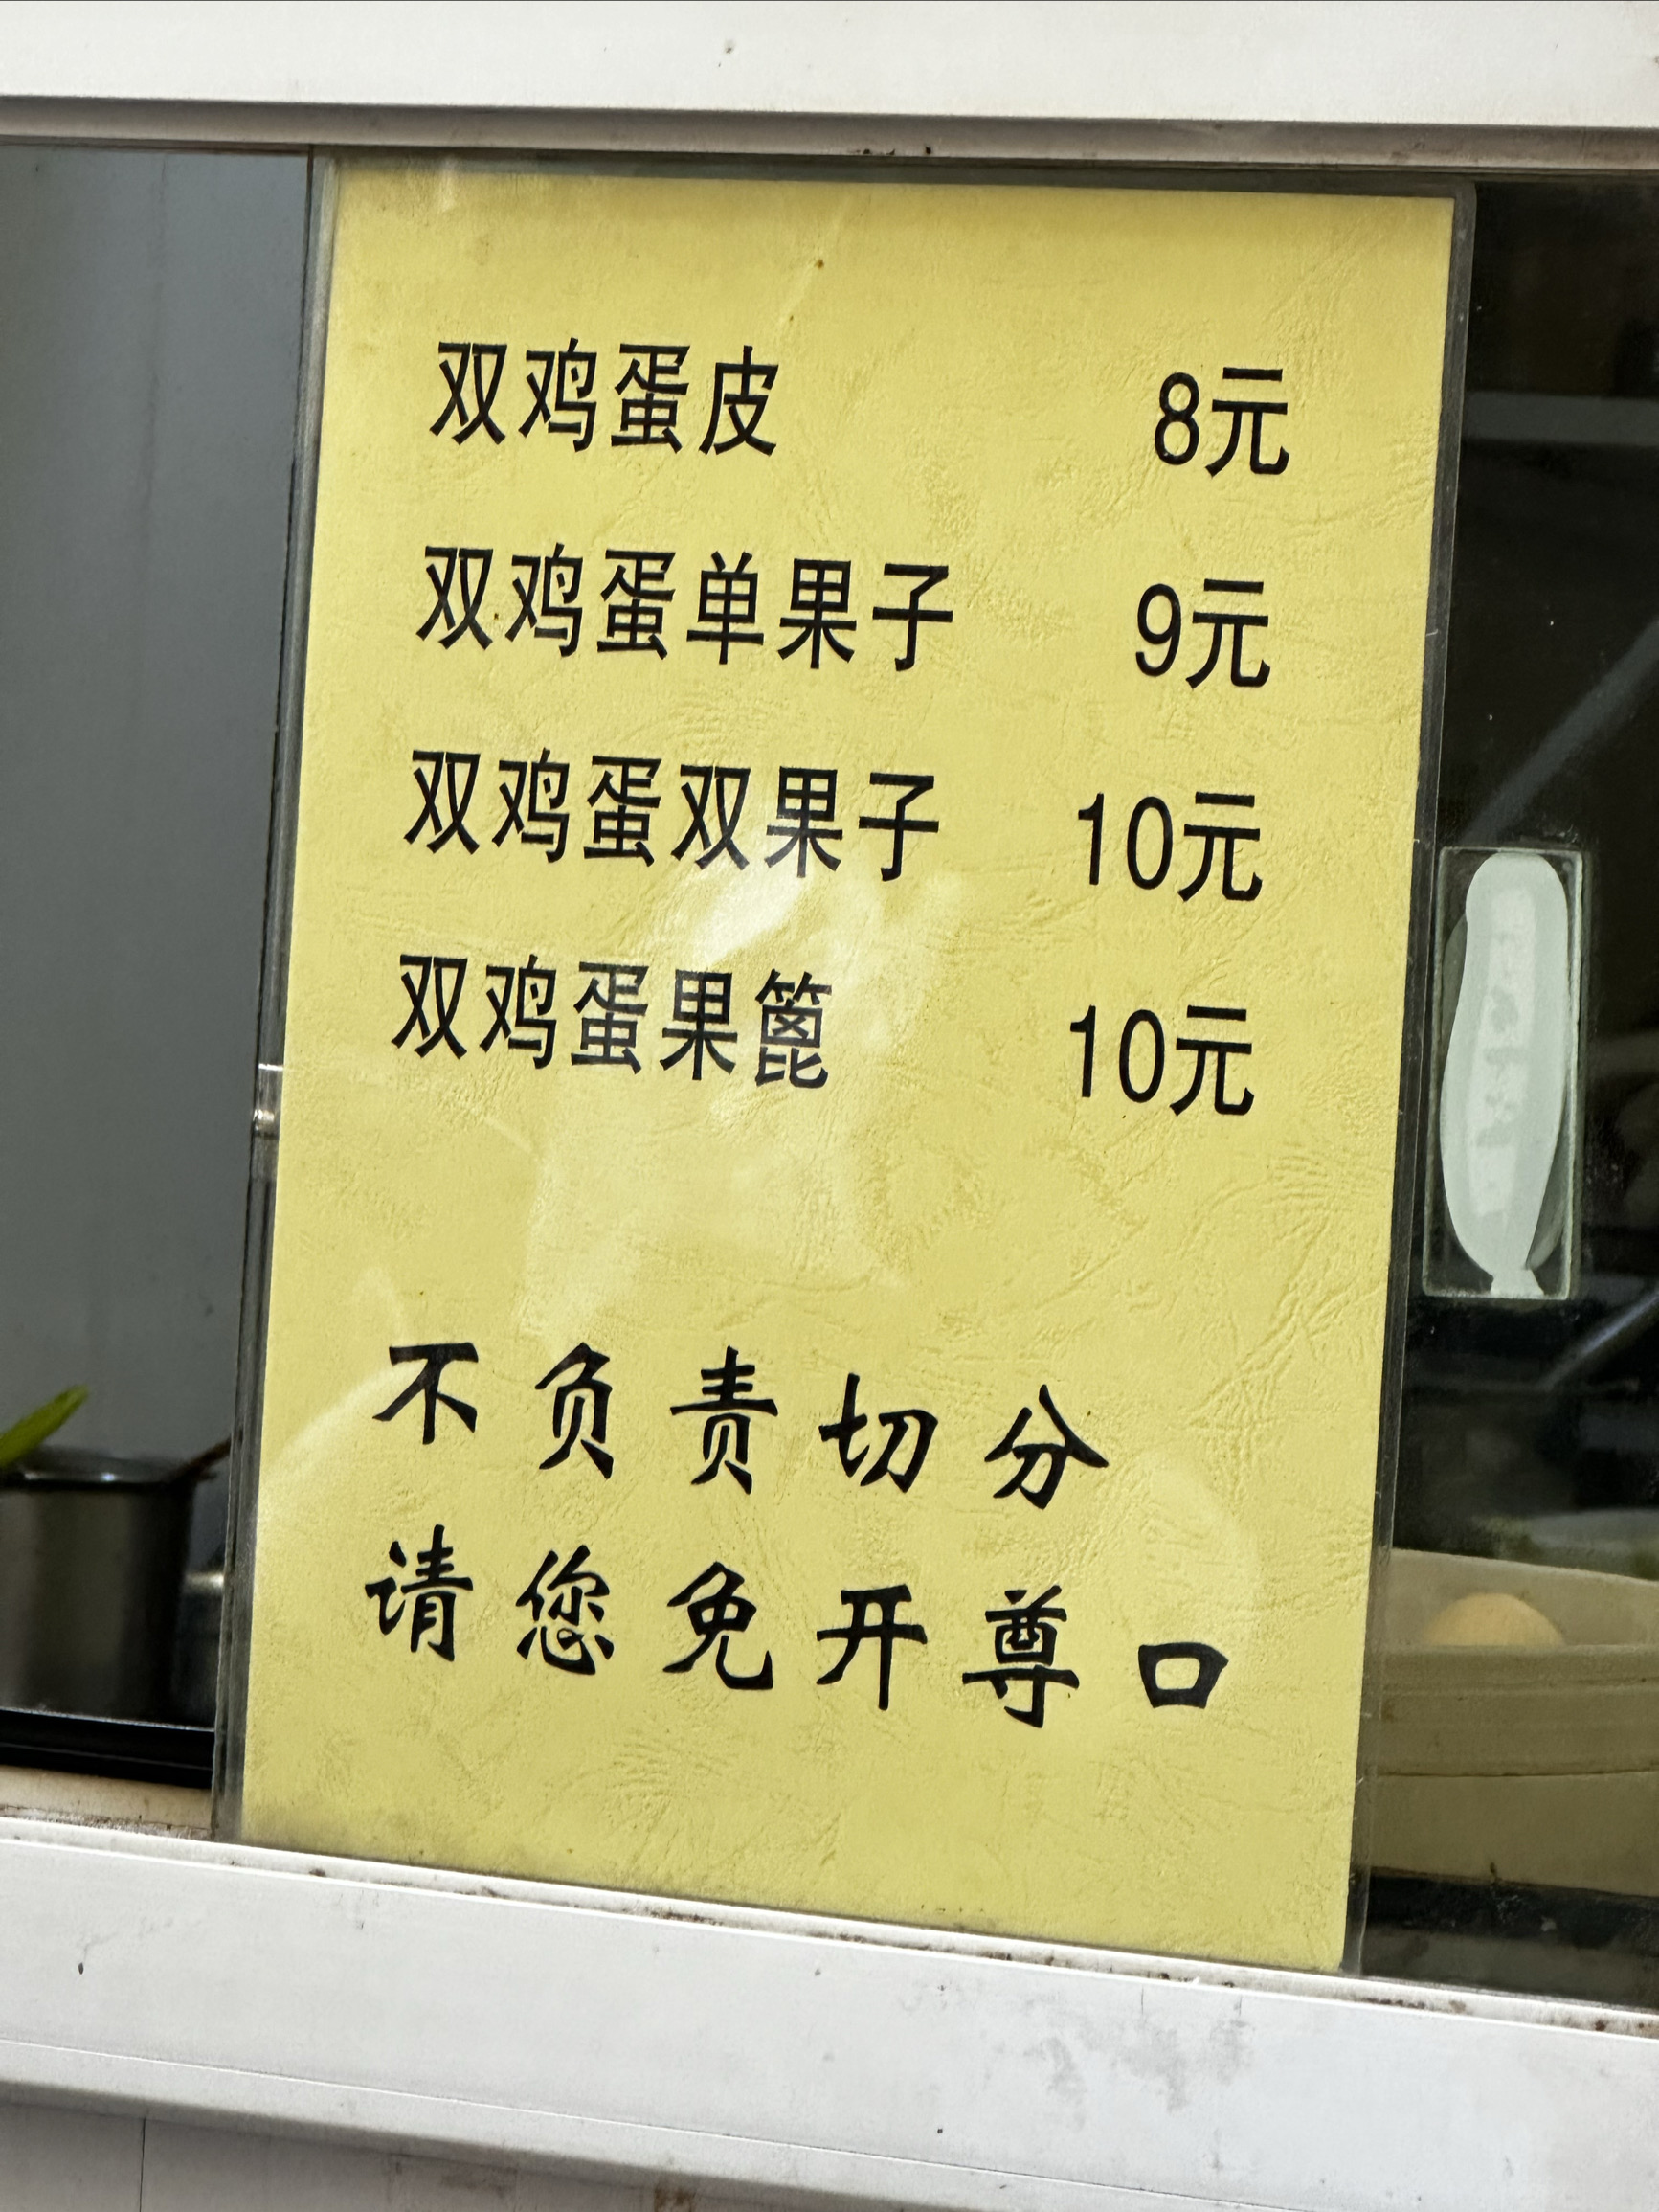 双鸡蛋皮 8元
双鸡蛋单果子 9元
双鸡蛋双果子 10元
双鸡蛋果篦 10元
不负责切分
请您免开尊口